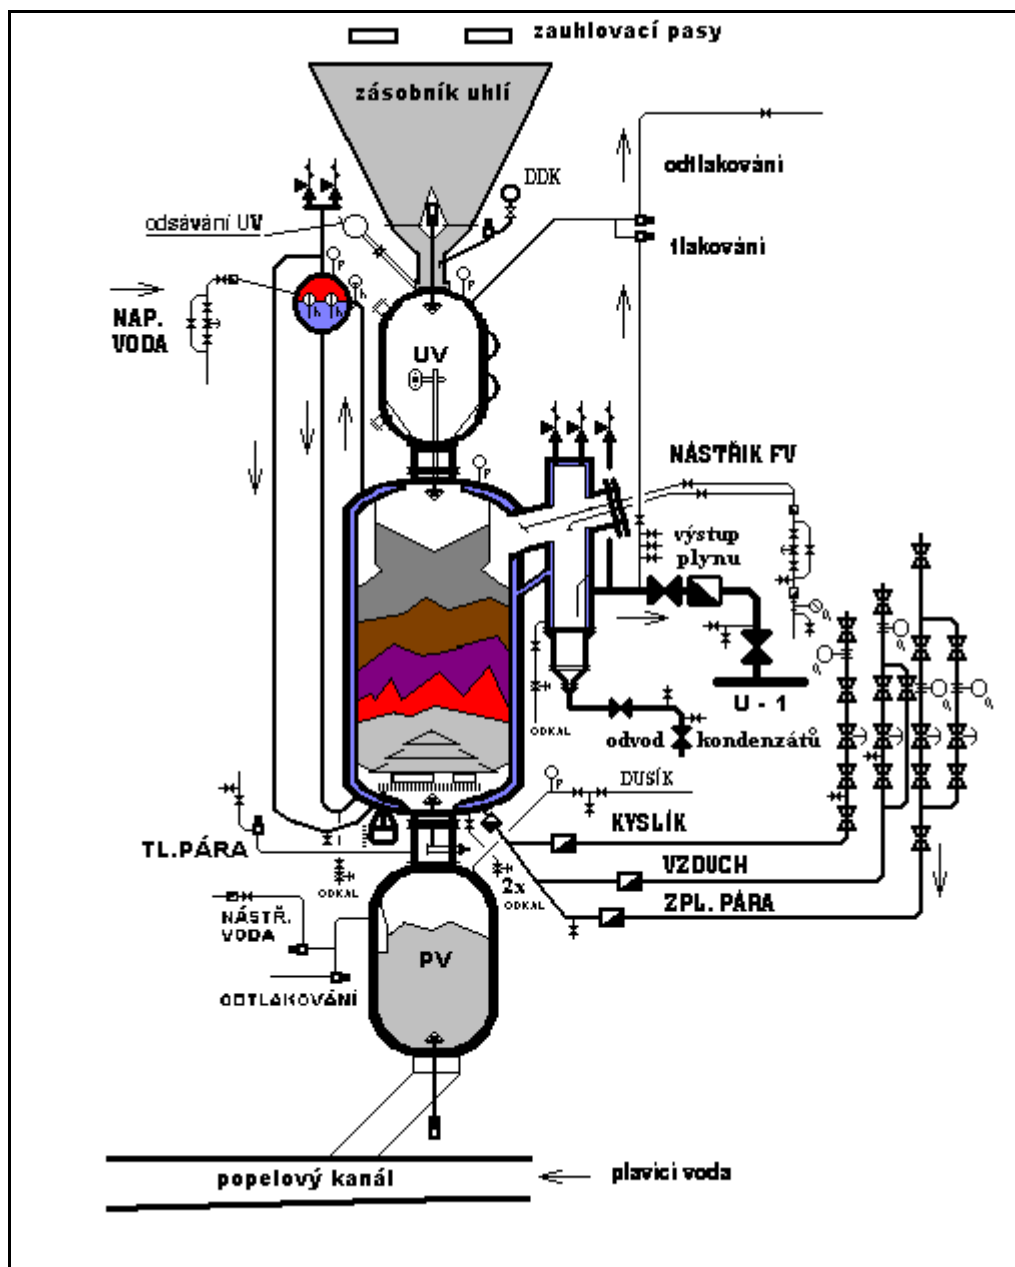 zauhlovací pasy
zásobník uhlí
odtlakování
DDK
odsávání UV
tlakování
P
P
h
h
h
NAP.
VODA
UV
NÁSTŘIK FV
P
výstup
plynu
U - 1
ODKAL
odvod kondenzátů
P
DUSÍK
KYSLÍK
TL.PÁRA
VZDUCH
ODKAL
2x
ODKAL
ZPL. PÁRA
NÁSTŘ.
VODA
PV
ODTLAKOVÁNÍ
popelový kanál
plavicí voda